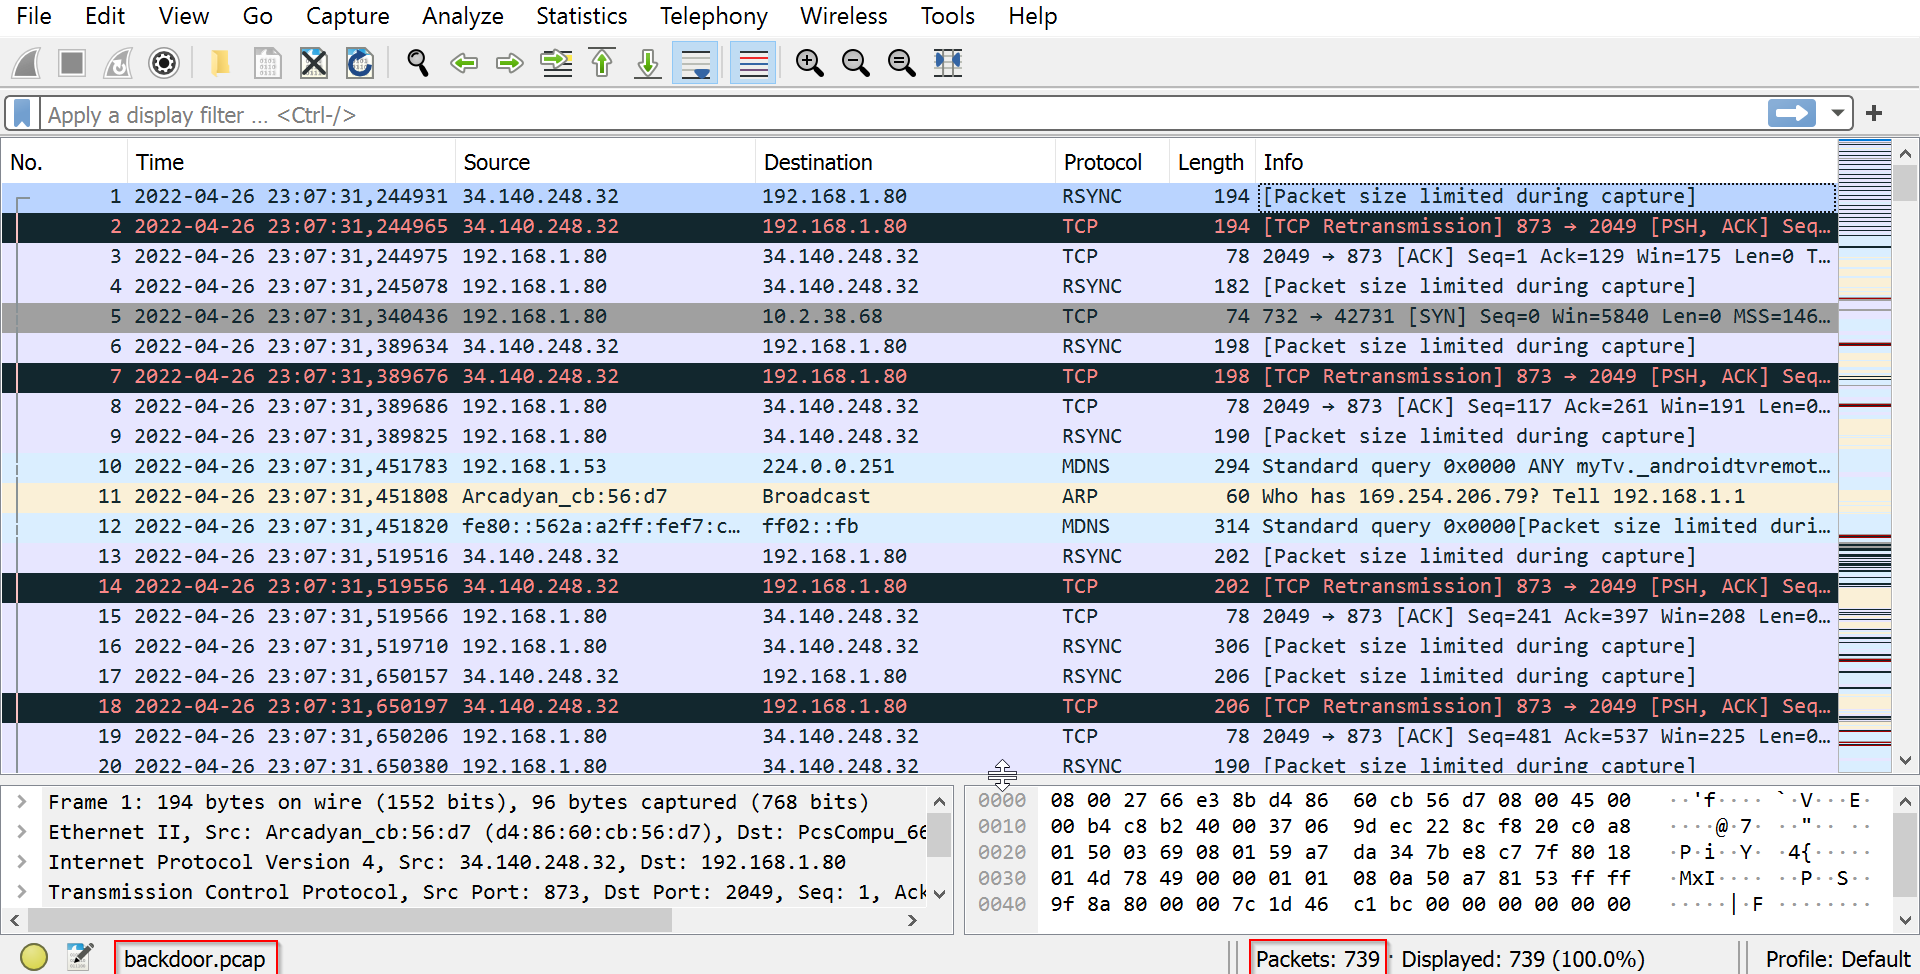 File Edit View Go Capture Analyze Statistics Telephony Wireless Tools Help
Apply a display filter ... <Ctrl-/>
No. Time Source Destination Protocol Length Info
1 2022-04-26 23:07:31,244931 34.140.248.32 192.168.1.80 RSYNC 194 [Packet size limited during capture]
2 2022-04-26 23:07:31,244965 34.140.248.32 192.168.1.80 TCP 194 [TCP Retransmission] 873 → 2049 [PSH, ACK] Seq…
3 2022-04-26 23:07:31,244975 192.168.1.80 34.140.248.32 TCP 78 2049 → 873 [ACK] Seq=1 Ack=129 Win=175 Len=0 T…
4 2022-04-26 23:07:31,245078 192.168.1.80 34.140.248.32 RSYNC 182 [Packet size limited during capture]
5 2022-04-26 23:07:31,340436 192.168.1.80 10.2.38.68 TCP 74 732 → 42731 [SYN] Seq=0 Win=5840 Len=0 MSS=146…
6 2022-04-26 23:07:31,389634 34.140.248.32 192.168.1.80 RSYNC 198 [Packet size limited during capture]
7 2022-04-26 23:07:31,389676 34.140.248.32 192.168.1.80 TCP 198 [TCP Retransmission] 873 → 2049 [PSH, ACK] Seq…
8 2022-04-26 23:07:31,389686 192.168.1.80 34.140.248.32 TCP 78 2049 → 873 [ACK] Seq=117 Ack=261 Win=191 Len=0…
9 2022-04-26 23:07:31,389825 192.168.1.80 34.140.248.32 RSYNC 190 [Packet size limited during capture]
10 2022-04-26 23:07:31,451783 192.168.1.53 224.0.0.251 MDNS 294 Standard query 0x0000 ANY myTv._androidtvremot…
11 2022-04-26 23:07:31,451808 Arcadyan_cb:56:d7 Broadcast ARP 60 Who has 169.254.206.79? Tell 192.168.1.1
12 2022-04-26 23:07:31,451820 fe80::562a:a2ff:fef7:c… ff02::fb MDNS 314 Standard query 0x0000[Packet size limited duri…
13 2022-04-26 23:07:31,519516 34.140.248.32 192.168.1.80 RSYNC 202 [Packet size limited during capture]
14 2022-04-26 23:07:31,519556 34.140.248.32 192.168.1.80 TCP 202 [TCP Retransmission] 873 → 2049 [PSH, ACK] Seq…
15 2022-04-26 23:07:31,519566 192.168.1.80 34.140.248.32 TCP 78 2049 → 873 [ACK] Seq=241 Ack=397 Win=208 Len=0…
16 2022-04-26 23:07:31,519710 192.168.1.80 34.140.248.32 RSYNC 306 [Packet size limited during capture]
17 2022-04-26 23:07:31,650157 34.140.248.32 192.168.1.80 RSYNC 206 [Packet size limited during capture]
18 2022-04-26 23:07:31,650197 34.140.248.32 192.168.1.80 TCP 206 [TCP Retransmission] 873 → 2049 [PSH, ACK] Seq…
19 2022-04-26 23:07:31,650206 192.168.1.80 34.140.248.32 TCP 78 2049 → 873 [ACK] Seq=481 Ack=537 Win=225 Len=0…
20 2022-04-26 23:07:31,650380 192.168.1.80 34.140.248.32 RSYNC 190 [Packet size limited during capture]
Frame 1: 194 bytes on wire (1552 bits), 96 bytes captured (768 bits)
Ethernet II, Src: Arcadyan_cb:56:d7 (d4:86:60:cb:56:d7), Dst: PcsCompu_66
Internet Protocol Version 4, Src: 34.140.248.32, Dst: 192.168.1.80
Transmission Control Protocol, Src Port: 873, Dst Port: 2049, Seq: 1, Ack
0000 08 00 27 66 e3 8b d4 86 60 cb 56 d7 08 00 45 00 ··'f···· `·V···E·
0010 00 b4 c8 b2 40 00 37 06 9d ec 22 8c f8 20 c0 a8 ····@·7· ··"·· ··
0020 01 50 03 69 08 01 59 a7 da 34 7b e8 c7 7f 80 18 ·P·i··Y· ·4{·····
0030 01 4d 78 49 00 00 01 01 08 0a 50 a7 81 53 ff ff ·MxI···· ··P··S··
0040 9f 8a 80 00 00 7c 1d 46 c1 bc 00 00 00 00 00 00 ·····|·F ········
backdoor.pcap Packets: 739 · Displayed: 739 (100.0%) Profile: Default